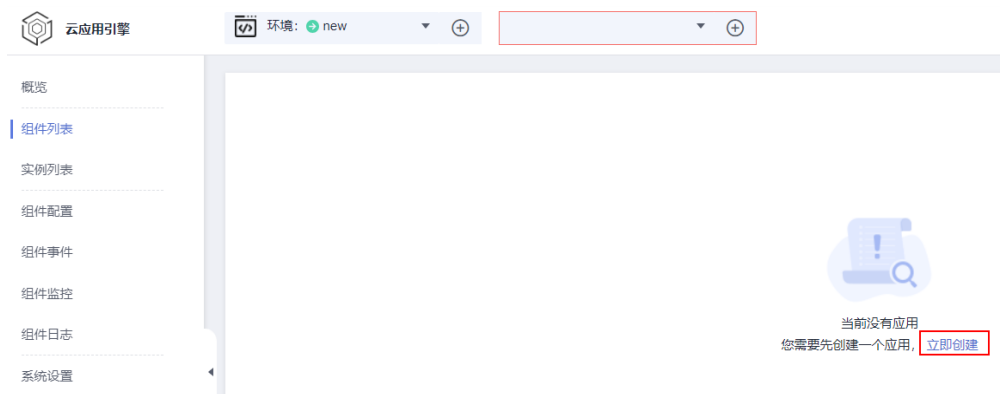 云应用引擎
环境： new
概览
组件列表
实例列表
组件配置
组件事件
组件监控
组件日志
系统设置
当前没有应用
您需要先创建一个应用，立即创建